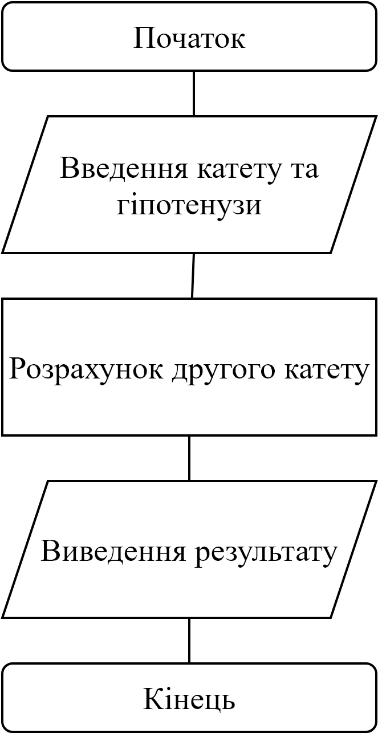 Початок
Введення катету та
гіпотенузи
Розрахунок другого катету
Виведення результату
Кінець